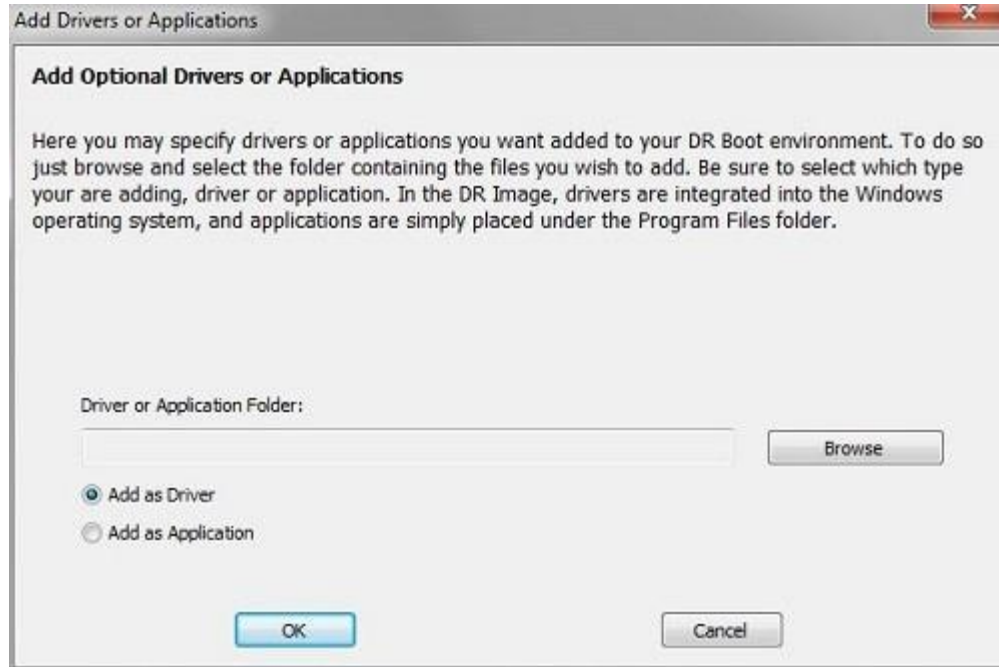 Add Drivers or Applications
Add Optional Drivers or Applications
Here you may specify drivers or applications you want added to your DR Boot environment. To do so
just browse and select the folder containing the files you wish to add. Be sure to select which type
your are adding, driver or application. In the DR Image, drivers are integrated into the Windows
operating system, and applications are simply placed under the Program Files folder.
Driver or Application Folder:
Browse
Add as Driver
Add as Application
OK
Cancel